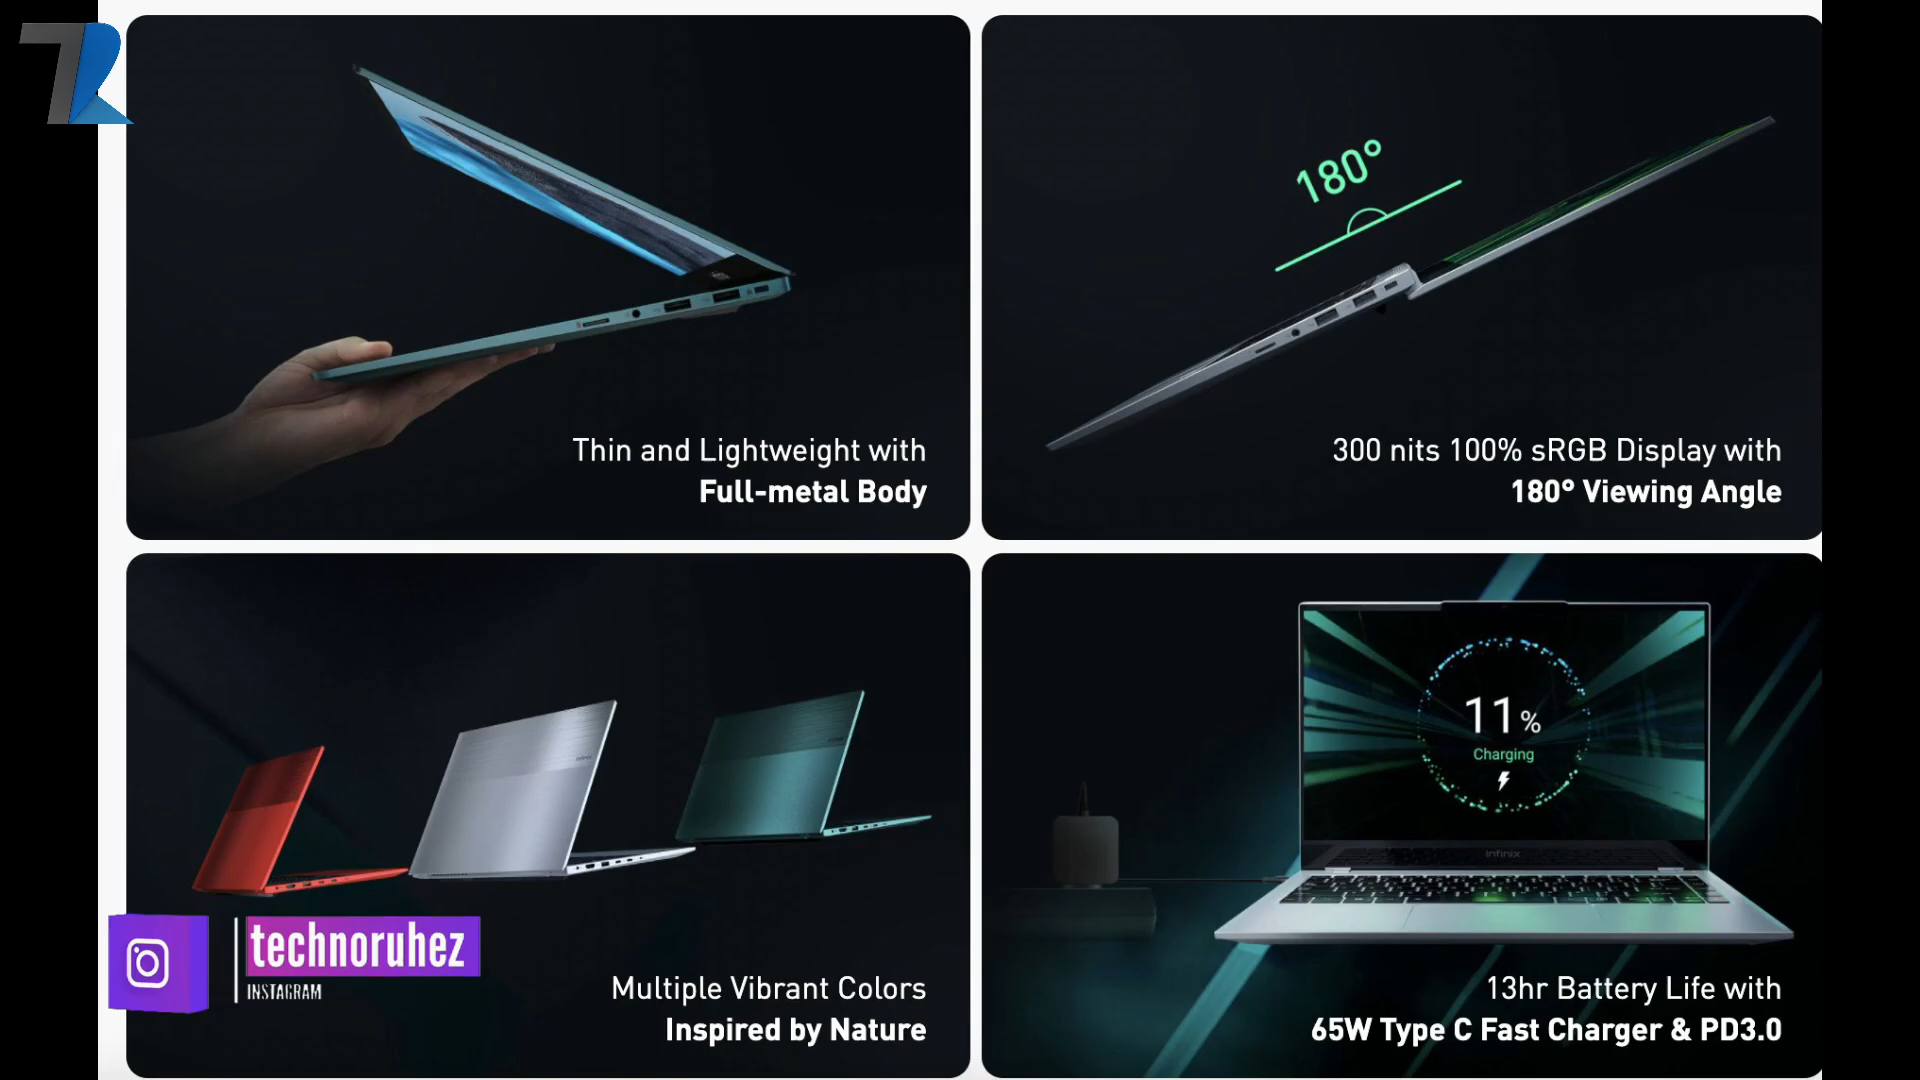 TR
Thin and Lightweight with
Full-metal Body
180°
300 nits 100% sRGB Display with
180° Viewing Angle
infinix
technoruhez
INSTAGRAM
Multiple Vibrant Colors
Inspired by Nature
11%
Charging
infinix
13hr Battery Life with
65W Type C Fast Charger & PD3.0